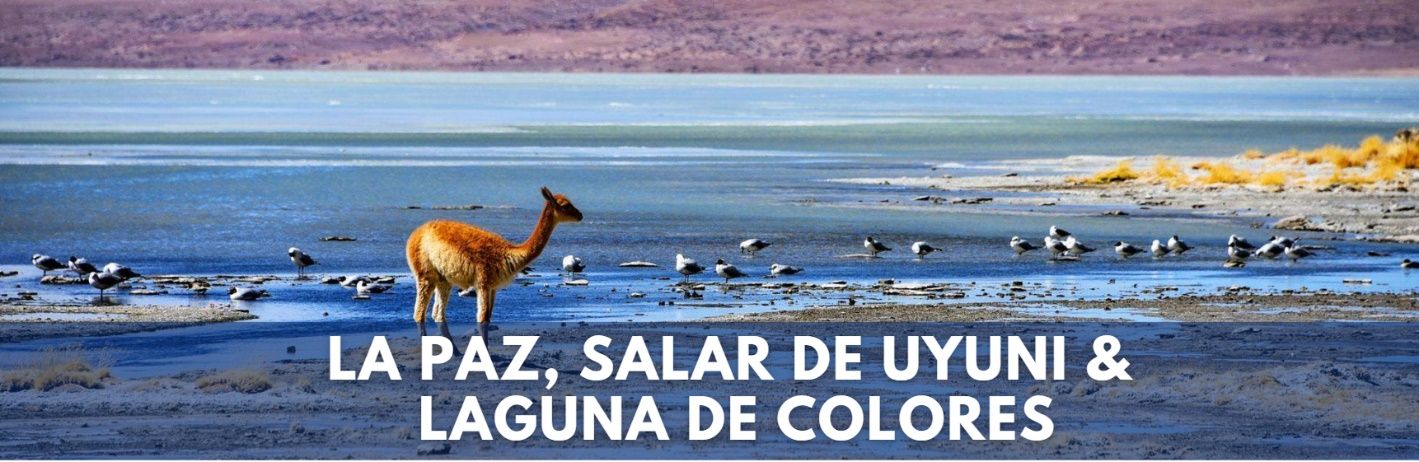 LA PAZ, SALAR DE UYUNI &
LAGUNA DE COLORES